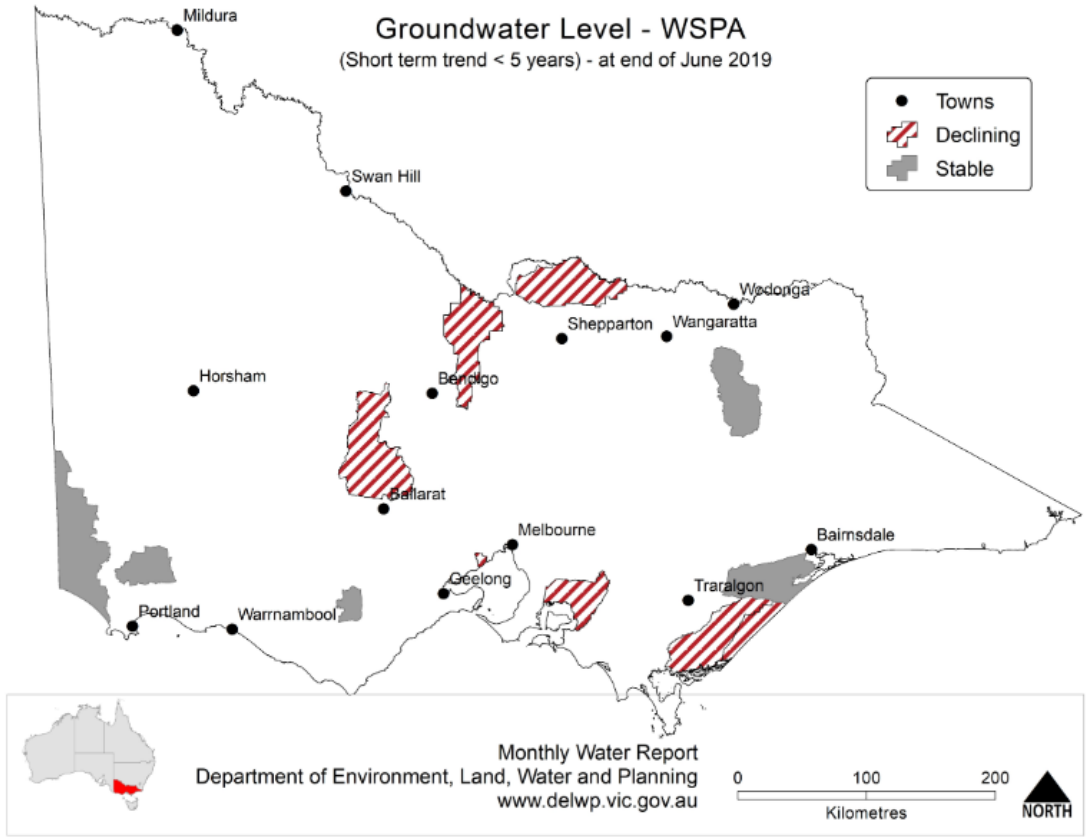 Groundwater Level - WSPA
(Short term trend < 5 years) - at end of June 2019
Towns
Declining
Stable
Mildura
Swan Hill
Wodonga
Shepparton
Wangaratta
Horsham
Bendigo
Ballarat
Melbourne
Bairnsdale
Geelong
Traralgon
Portland
Warrnambool
Monthly Water Report
Department of Environment, Land, Water and Planning
www.delwp.vic.gov.au
0 100 200
Kilometres
NORTH